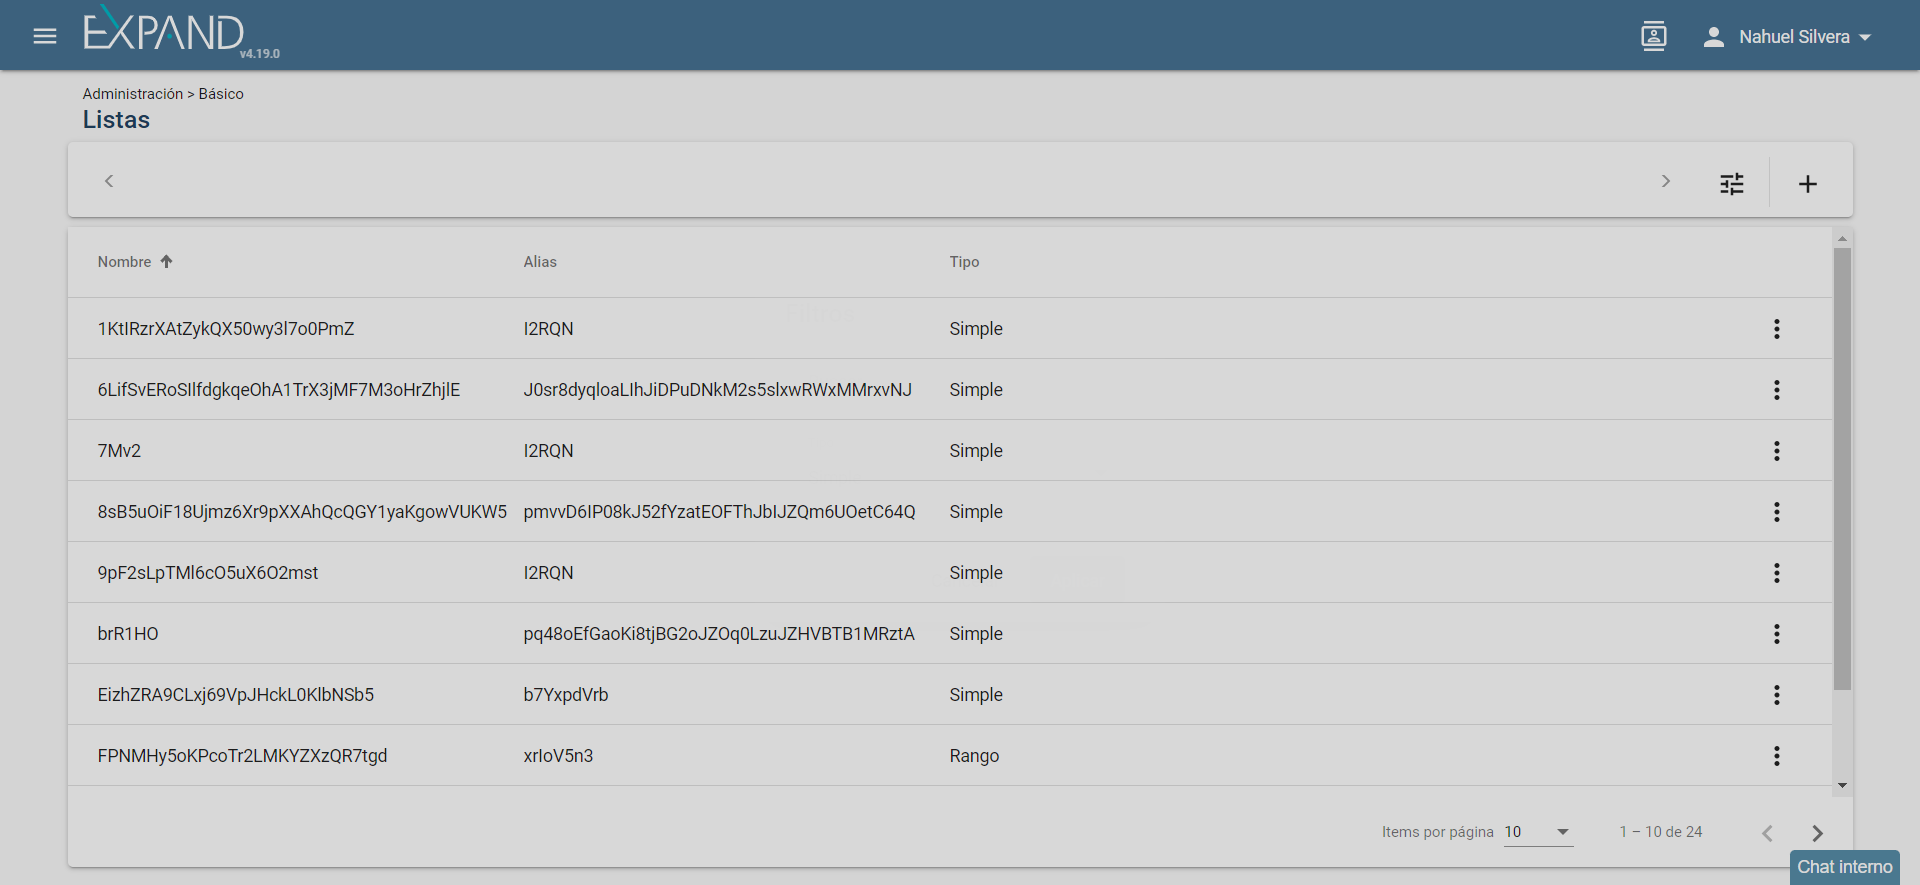 EXPAND
v4.19.0
Nahuel Silvera
Administración > Básico
Listas
Nombre Alias Tipo
1KtIRzrXAtZykQX50wy3l7o0PmZ I2RQN Simple
6LifSvERoSIlfdgkqeOhA1TrX3jMF7M3oHrZhjlE J0sr8dyqloaLIhJiDPuDNkM2s5slxwRWxMMrxvNJ Simple
7Mv2 I2RQN Simple
8sB5uOiF18Ujmz6Xr9pXXAhQcQGY1yaKgowVUKW5 pmvvD6IP08kJ52fYzatEOFThJbIJZQm6UOetC64Q Simple
9pF2sLpTMl6cO5uX6O2mst I2RQN Simple
brR1HO pq48oEfGaoKi8tjBG2oJZOq0LzuJZHVBTB1MRztA Simple
EizhZRA9CLxj69VpJHckL0KlbNSb5 b7YxpdVrb Simple
FPNMHy5oKPcoTr2LMKYZXzQR7tgd xrIoV5n3 Rango
Items por página 10 1 – 10 de 24
Chat interno